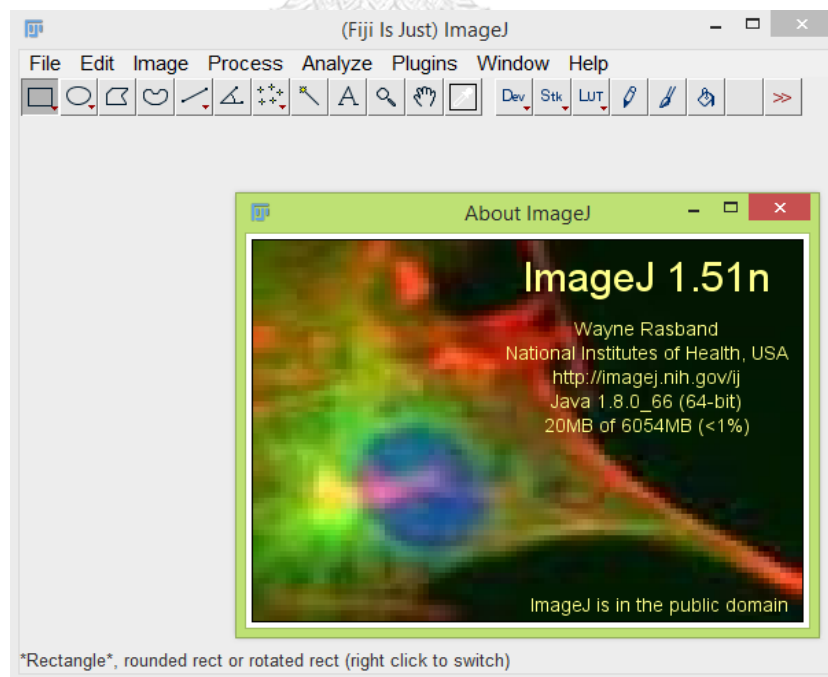 (Fiji Is Just) ImageJ
File Edit Image Process Analyze Plugins Window Help
A Dev Stk LUT >>
About ImageJ
ImageJ 1.51n
Wayne Rasband
National Institutes of Health, USA
http://imagej.nih.gov/ij
Java 1.8.0_66 (64-bit)
20MB of 6054MB (<1%)
ImageJ is in the public domain
*Rectangle*, rounded rect or rotated rect (right click to switch)